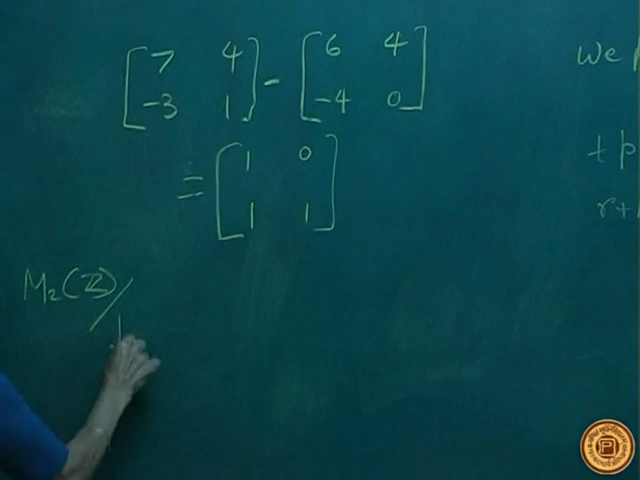 [7 4 -3 1] - [6 4 -4 0]
we
= [1 0 1 1]
+ p
r+
M₂(ℤ)/